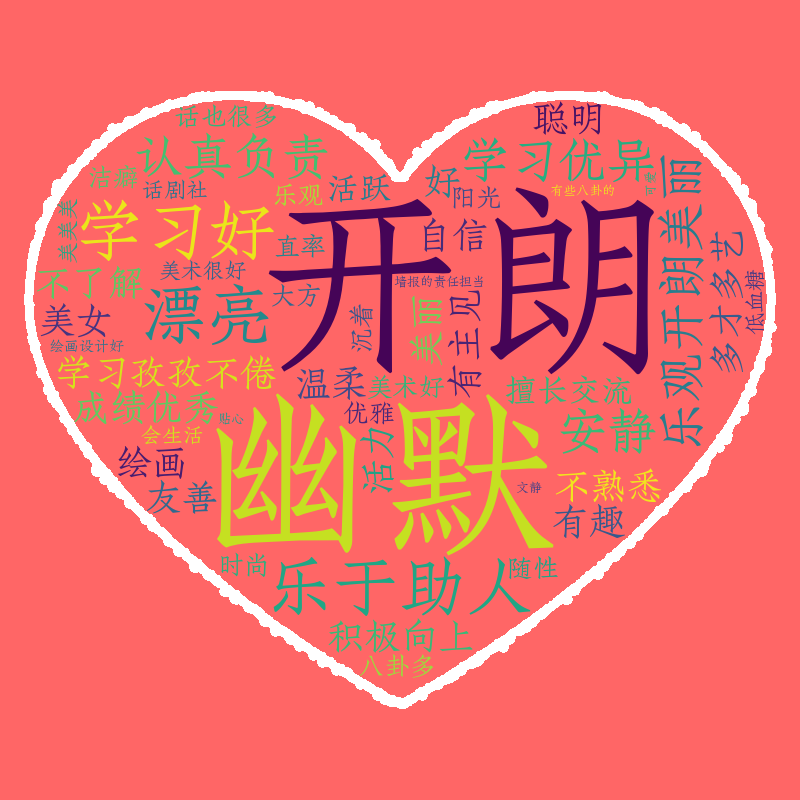 话也很多
聪明
认真负责
学习优异
洁癖
话剧社
乐观
活跃
好
阳光
有些八卦的
美丽
美美美
学习好
开朗
直率
自信
不了解
美术很好
大方
墙报的责任担当
多才多艺
低血糖
美女
漂亮
沉着
美丽
有主见
乐观开朗
绘画设计好
学习孜孜不倦
温柔
美术好
擅长交流
成绩优秀
贴心
优雅
会生活
活力
安静
绘画
幽默
友善
文静
不熟悉
有趣
时尚
乐于助人
随性
积极向上
八卦多